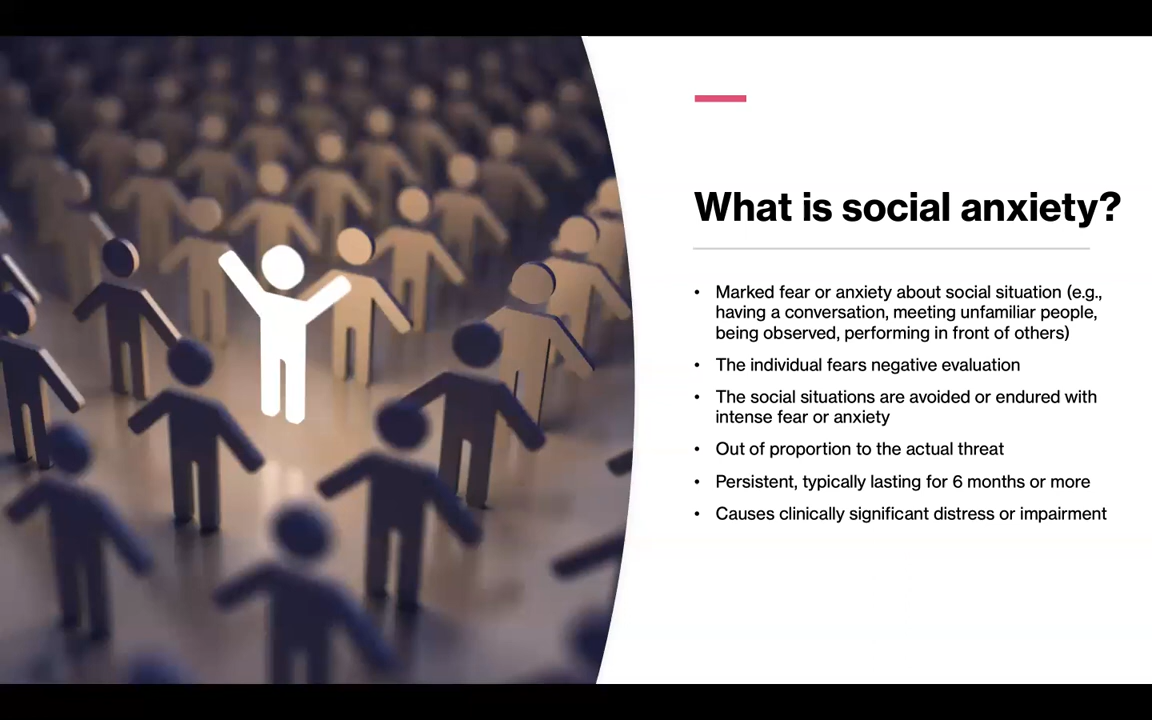 What is social anxiety?
• Marked fear or anxiety about social situation (e.g.,
having a conversation, meeting unfamiliar people,
being observed, performing in front of others)
• The individual fears negative evaluation
• The social situations are avoided or endured with
intense fear or anxiety
• Out of proportion to the actual threat
• Persistent, typically lasting for 6 months or more
• Causes clinically significant distress or impairment